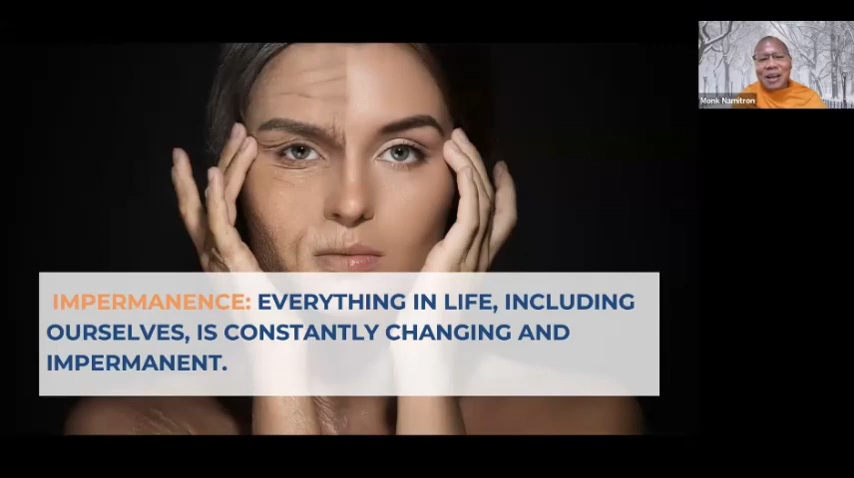 Monk Namitron
IMPERMANENCE: EVERYTHING IN LIFE, INCLUDING
OURSELVES, IS CONSTANTLY CHANGING AND
IMPERMANENT.